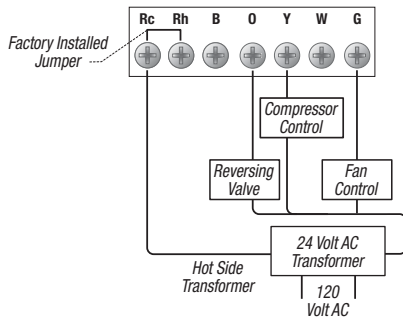 Rc Rh B O Y W G
Factory Installed
Jumper
Compressor
Control
Reversing
Valve
Fan
Control
24 Volt AC
Transformer
Hot Side
Transformer
120
Volt AC